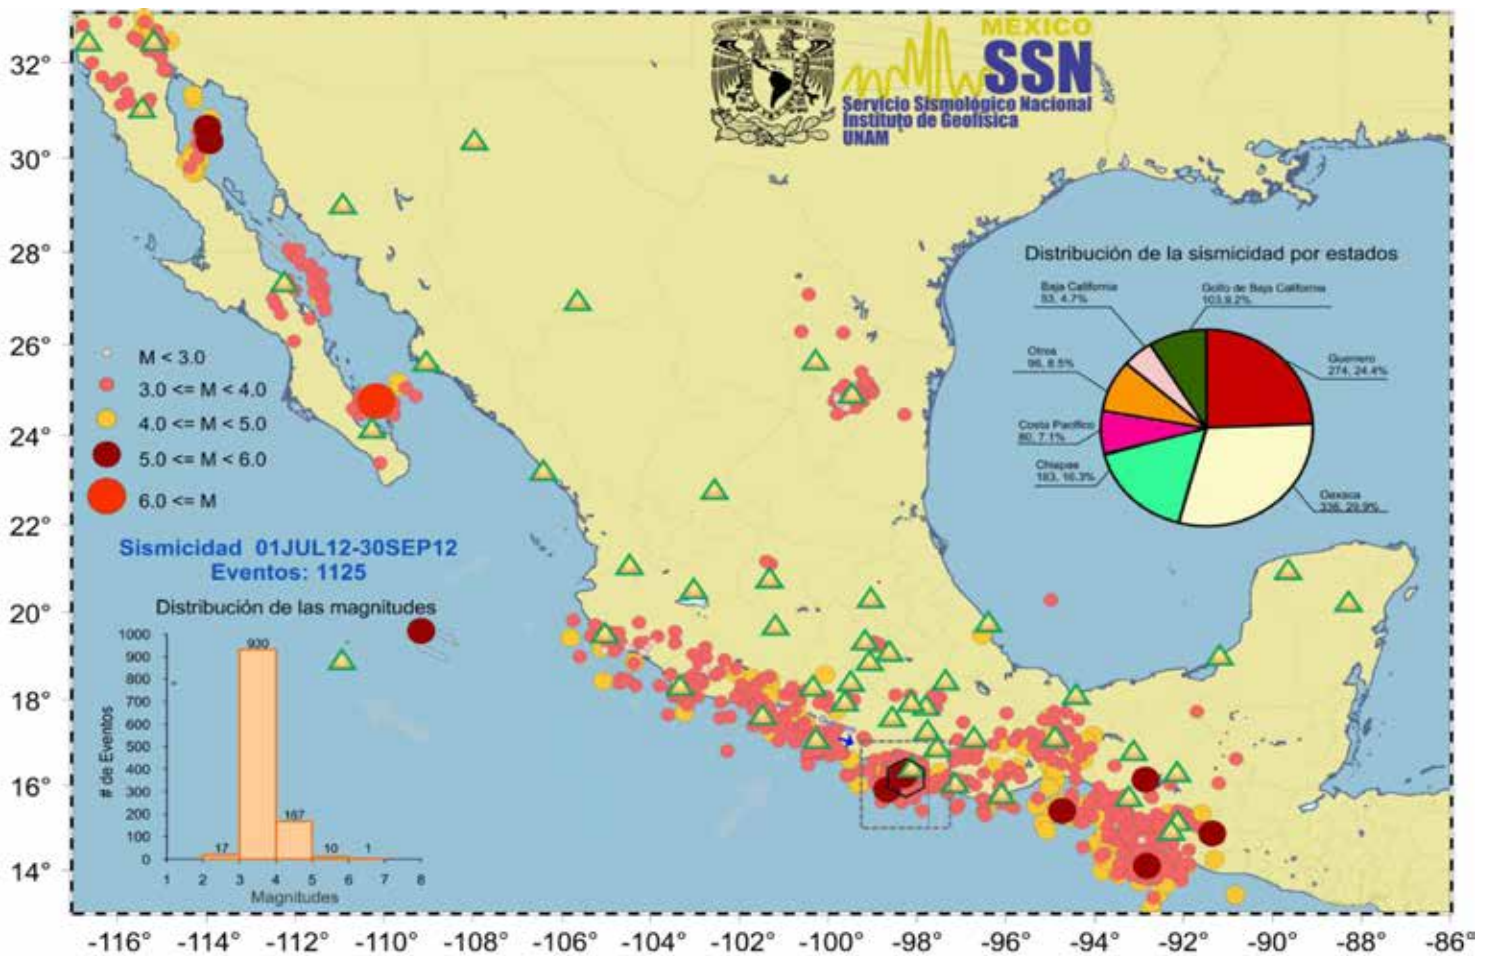 MÉXICO
SSN
Servicio Sismológico Nacional
Instituto de Geofísica
UNAM
32°
30°
28°
26°
24°
22°
20°
18°
16°
14°
Distribución de la sismicidad por estados
Baja California
53, 4.7%
Golfo de Baja California
103,9.2%
Otros
96, 8.5%
Guerrero
274, 24.4%
Costa Pacífico
80, 7.1%
Chiapas
183, 16.3%
Oaxaca
336, 29.9%
M < 3.0
3.0 <= M < 4.0
4.0 <= M < 5.0
5.0 <= M < 6.0
6.0 <= M
Sismicidad 01JUL12-30SEP12
Eventos: 1125
Distribución de las magnitudes
# de Eventos
1000
900
800
700
600
500
400
300
200
100
0
930
17
167
10
1
1 2 3 4 5 6 7 8
Magnitudes
-116° -114° -112° -110° -108° -106° -104° -102° -100° -98° -96° -94° -92° -90° -88° -86°